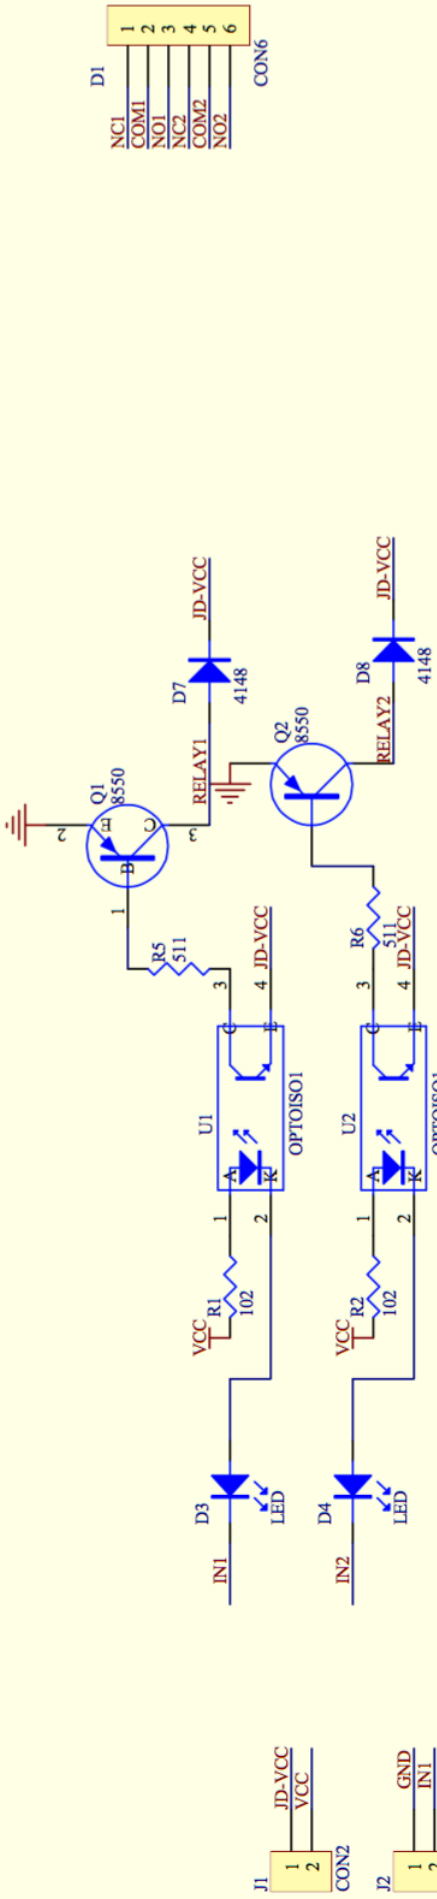 D1
1
2
3
4
5
6
NC1
COM1
NO1
NC2
COM2
NO2
CON6
JD-VCC
D7
4148
RELAY1
JD-VCC
D8
4148
RELAY2
Q1
8550
2
E
B
C
1
3
Q2
8550
R5
511
3
4
JD-VCC
C
E
U1
A
K
OPTOISO1
1
2
R1
102
VCC
R6
511
3
4
JD-VCC
C
E
U2
A
K
1
2
R2
102
VCC
D3
LED
IN1
D4
LED
IN2
J1
1
2
JD-VCC
VCC
CON2
J2
1
2
GND
IN1